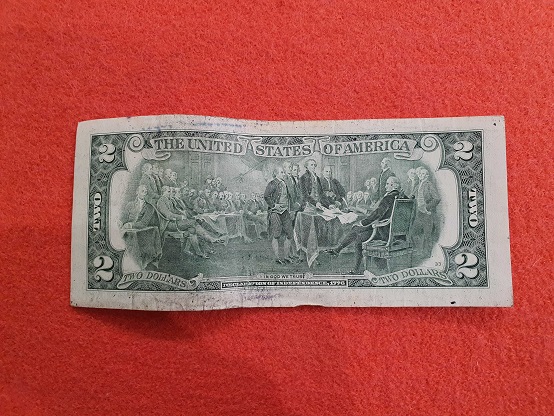 2 THE UNITED STATES OF AMERICA 2
TWO TWO
2 2
TWO DOLLARS IN GOD WE TRUST TWO DOLLARS
DECLARATION OF INDEPENDENCE, 1776